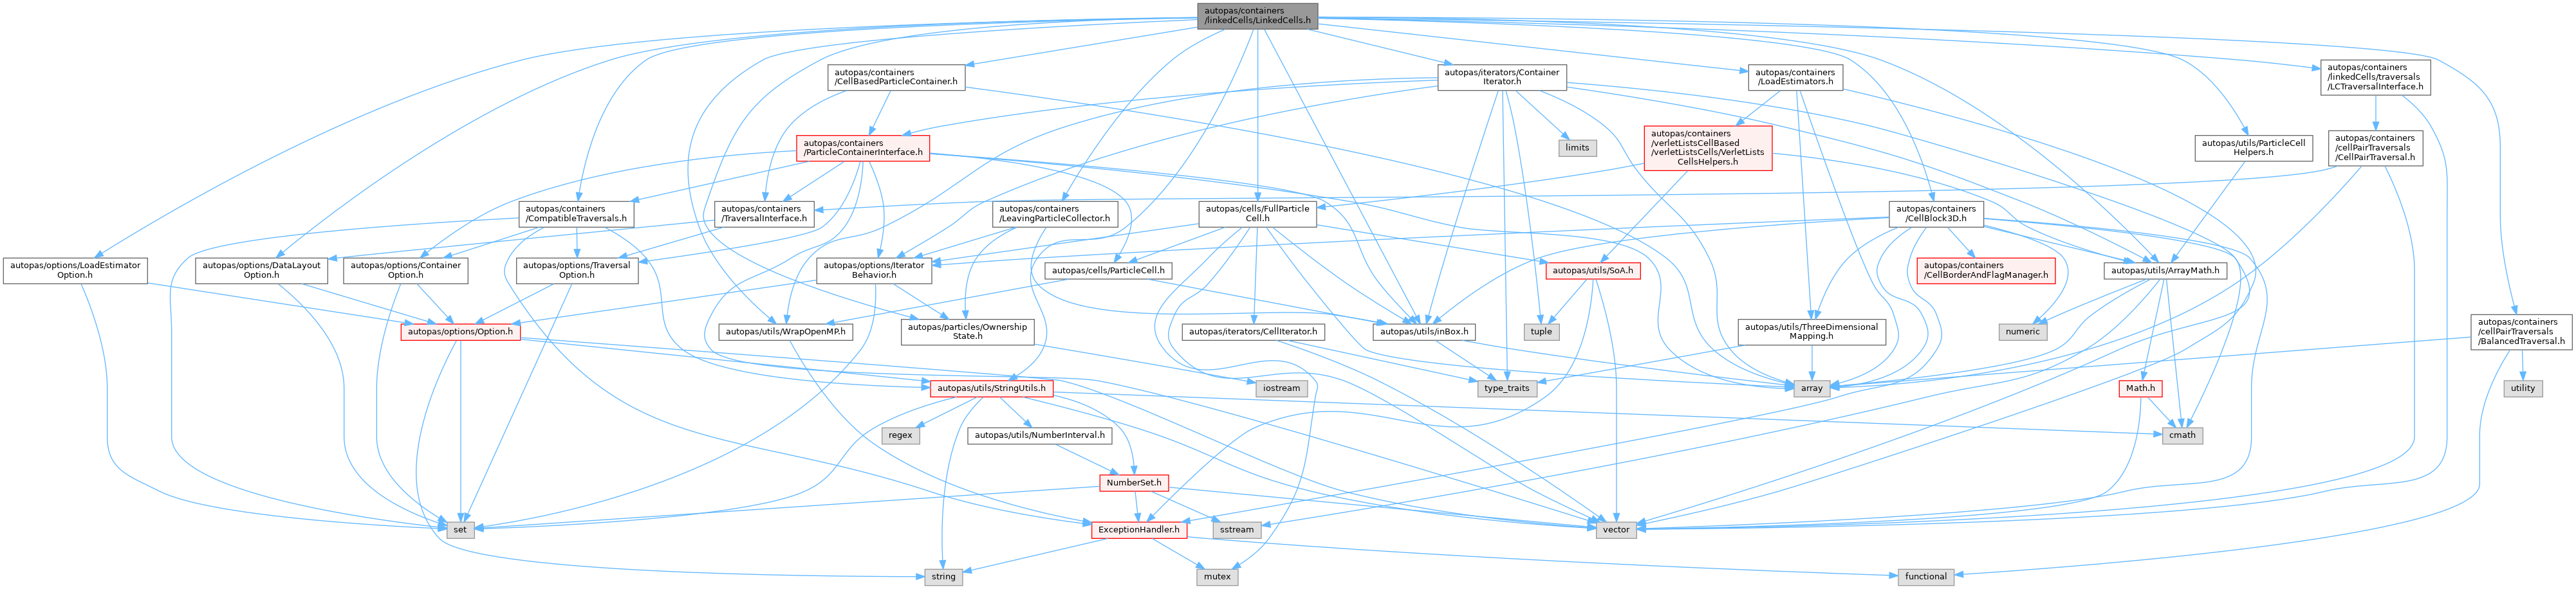 autopas/containers
/linkedCells/LinkedCells.h
autopas/containers
/CellBasedParticleContainer.h
autopas/iterators/Container
Iterator.h
autopas/containers
/LoadEstimators.h
autopas/containers
/linkedCells/traversals
/LCTraversalInterface.h
autopas/containers
/ParticleContainerInterface.h
limits
autopas/containers
/verletListsCellBased
/verletListsCells/VerletLists
CellsHelpers.h
autopas/utils/ParticleCell
Helpers.h
autopas/containers
/cellPairTraversals
/CellPairTraversal.h
autopas/containers
/CompatibleTraversals.h
autopas/containers
/TraversalInterface.h
autopas/containers
/LeavingParticleCollector.h
autopas/cells/FullParticle
Cell.h
autopas/containers
/CellBlock3D.h
autopas/options/LoadEstimator
Option.h
autopas/options/DataLayout
Option.h
autopas/options/Container
Option.h
autopas/options/Traversal
Option.h
autopas/options/Iterator
Behavior.h
autopas/cells/ParticleCell.h
autopas/utils/SoA.h
autopas/containers
/CellBorderAndFlagManager.h
autopas/utils/ArrayMath.h
autopas/options/Option.h
autopas/utils/WrapOpenMP.h
autopas/particles/Ownership
State.h
autopas/iterators/CellIterator.h
autopas/utils/inBox.h
tuple
autopas/utils/ThreeDimensional
Mapping.h
numeric
autopas/containers
/cellPairTraversals
/BalancedTraversal.h
autopas/utils/StringUtils.h
iostream
type_traits
array
Math.h
utility
regex
autopas/utils/NumberInterval.h
cmath
NumberSet.h
set
ExceptionHandler.h
sstream
vector
string
mutex
functional